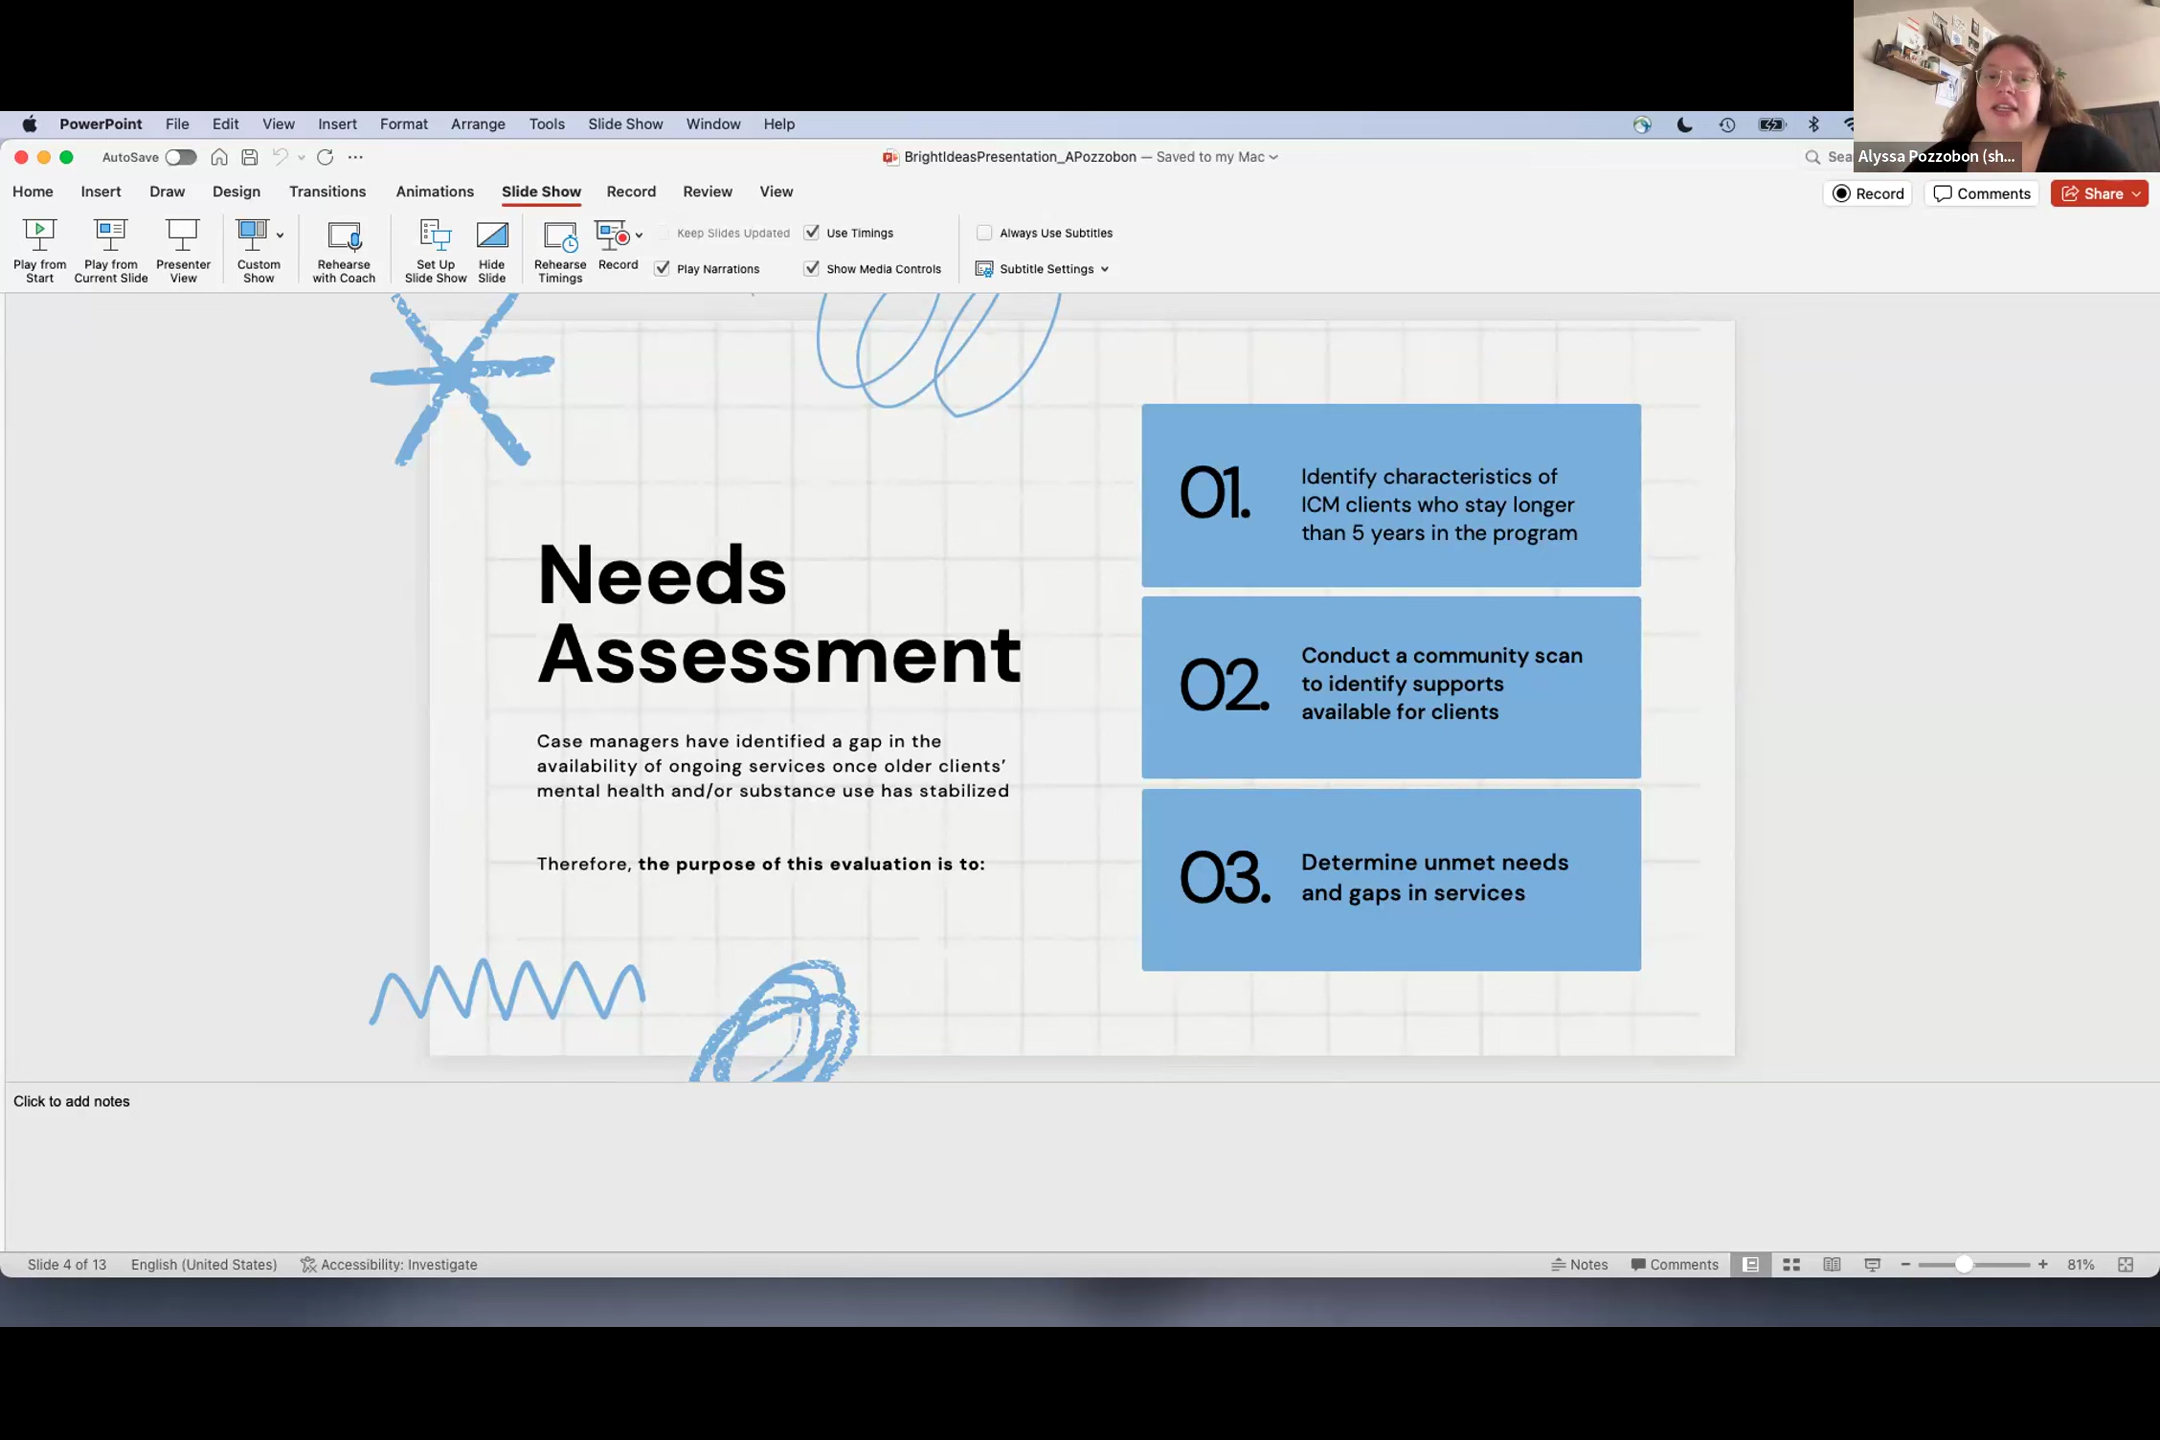 Alyssa Pozzobon (sh...
PowerPoint File Edit View Insert Format Arrange Tools Slide Show Window Help
AutoSave
BrightIdeasPresentation_APozzobon — Saved to my Mac
Sea
Home Insert Draw Design Transitions Animations Slide Show Record Review View
Record Comments Share
Play from Start
Play from Current Slide
Presenter View
Custom Show
Rehearse with Coach
Set Up Slide Show
Hide Slide
Rehearse Timings
Record
Keep Slides Updated
Play Narrations
Use Timings
Show Media Controls
Always Use Subtitles
Subtitle Settings
Needs
Assessment
Case managers have identified a gap in the
availability of ongoing services once older clients’
mental health and/or substance use has stabilized
Therefore, the purpose of this evaluation is to:
01.
Identify characteristics of
ICM clients who stay longer
than 5 years in the program
02.
Conduct a community scan
to identify supports
available for clients
03.
Determine unmet needs
and gaps in services
Click to add notes
Slide 4 of 13 English (United States) Accessibility: Investigate
Notes Comments 81%